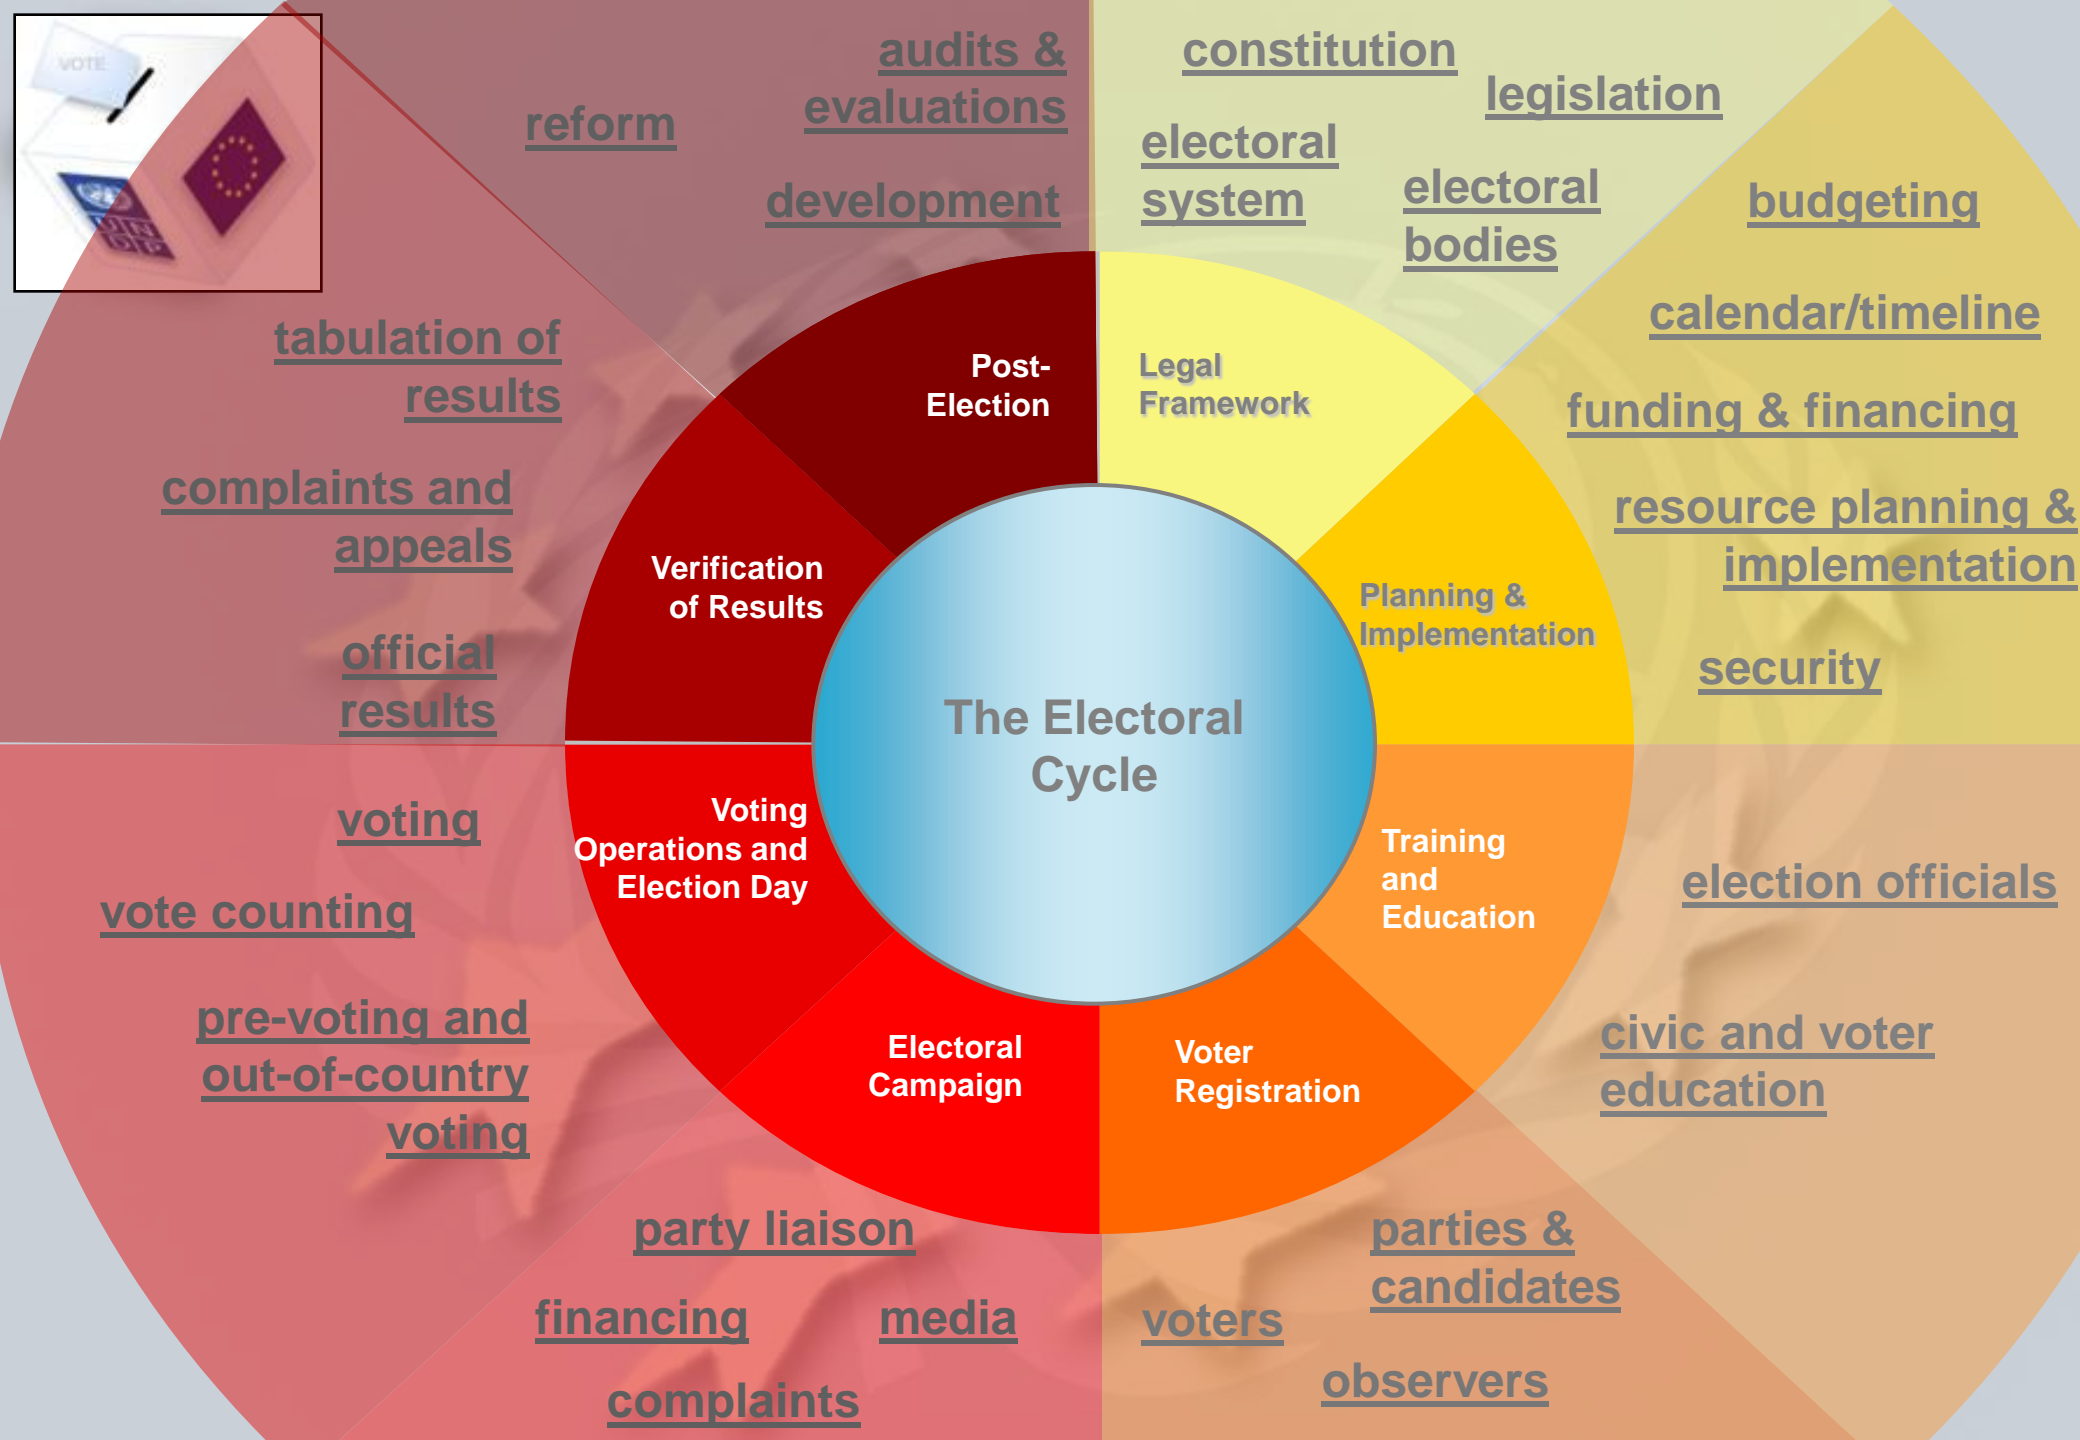 VOTE
UN
DP
audits &
evaluations
reform
development
constitution
legislation
electoral
system
electoral
bodies
budgeting
calendar/timeline
funding & financing
resource planning &
implementation
security
election officials
civic and voter
education
parties &
candidates
voters
observers
party liaison
financing
media
complaints
voting
vote counting
pre-voting and
out-of-country
voting
tabulation of
results
complaints and
appeals
official
results
Post-
Election
Legal
Framework
Planning &
Implementation
Training
and
Education
Voter
Registration
Electoral
Campaign
Voting
Operations and
Election Day
Verification
of Results
The Electoral
Cycle